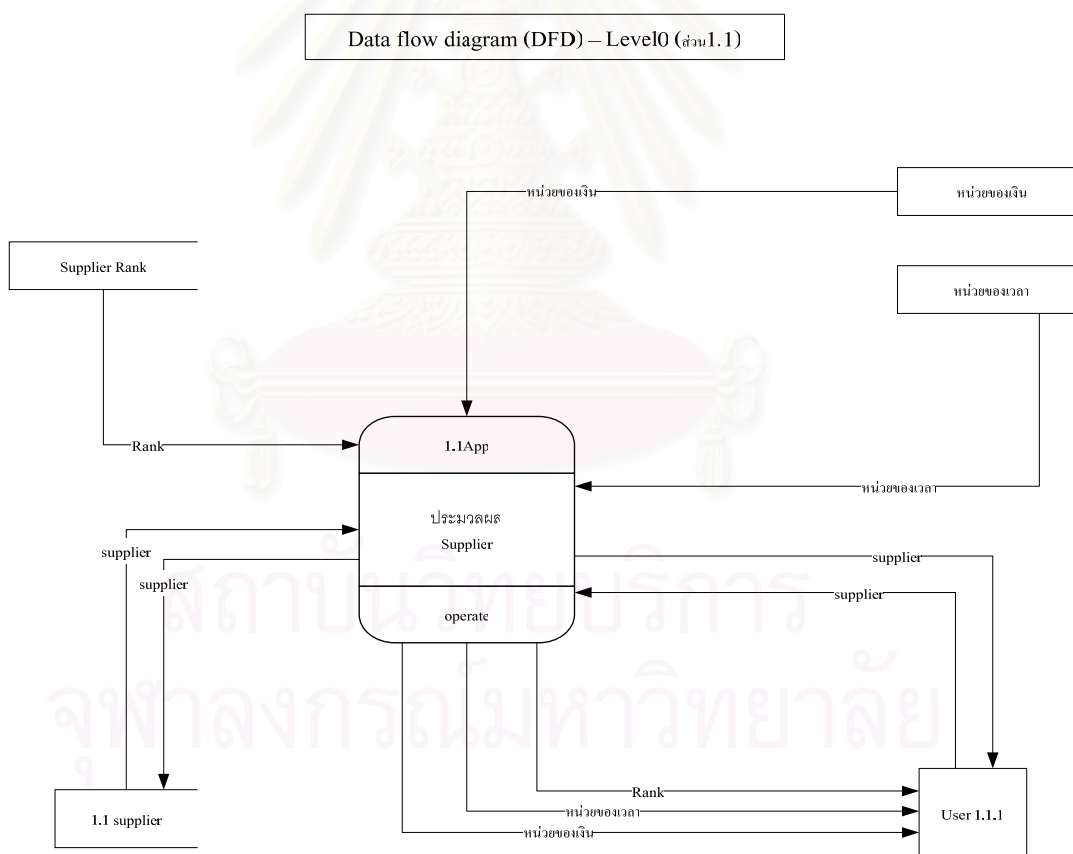 Data flow diagram (DFD) – Level0 (ส่วน1.1)
หน่วยของเงิน
หน่วยของเงิน
Supplier Rank
หน่วยของเวลา
Rank
1.1App
หน่วยของเวลา
ประมวลผล
Supplier
supplier
supplier
supplier
supplier
operate
สถาบันวิทยบริการ
จุฬาลงกรณ์มหาวิทยาลัย
Rank
หน่วยของเวลา
หน่วยของเงิน
1.1 supplier
User 1.1.1